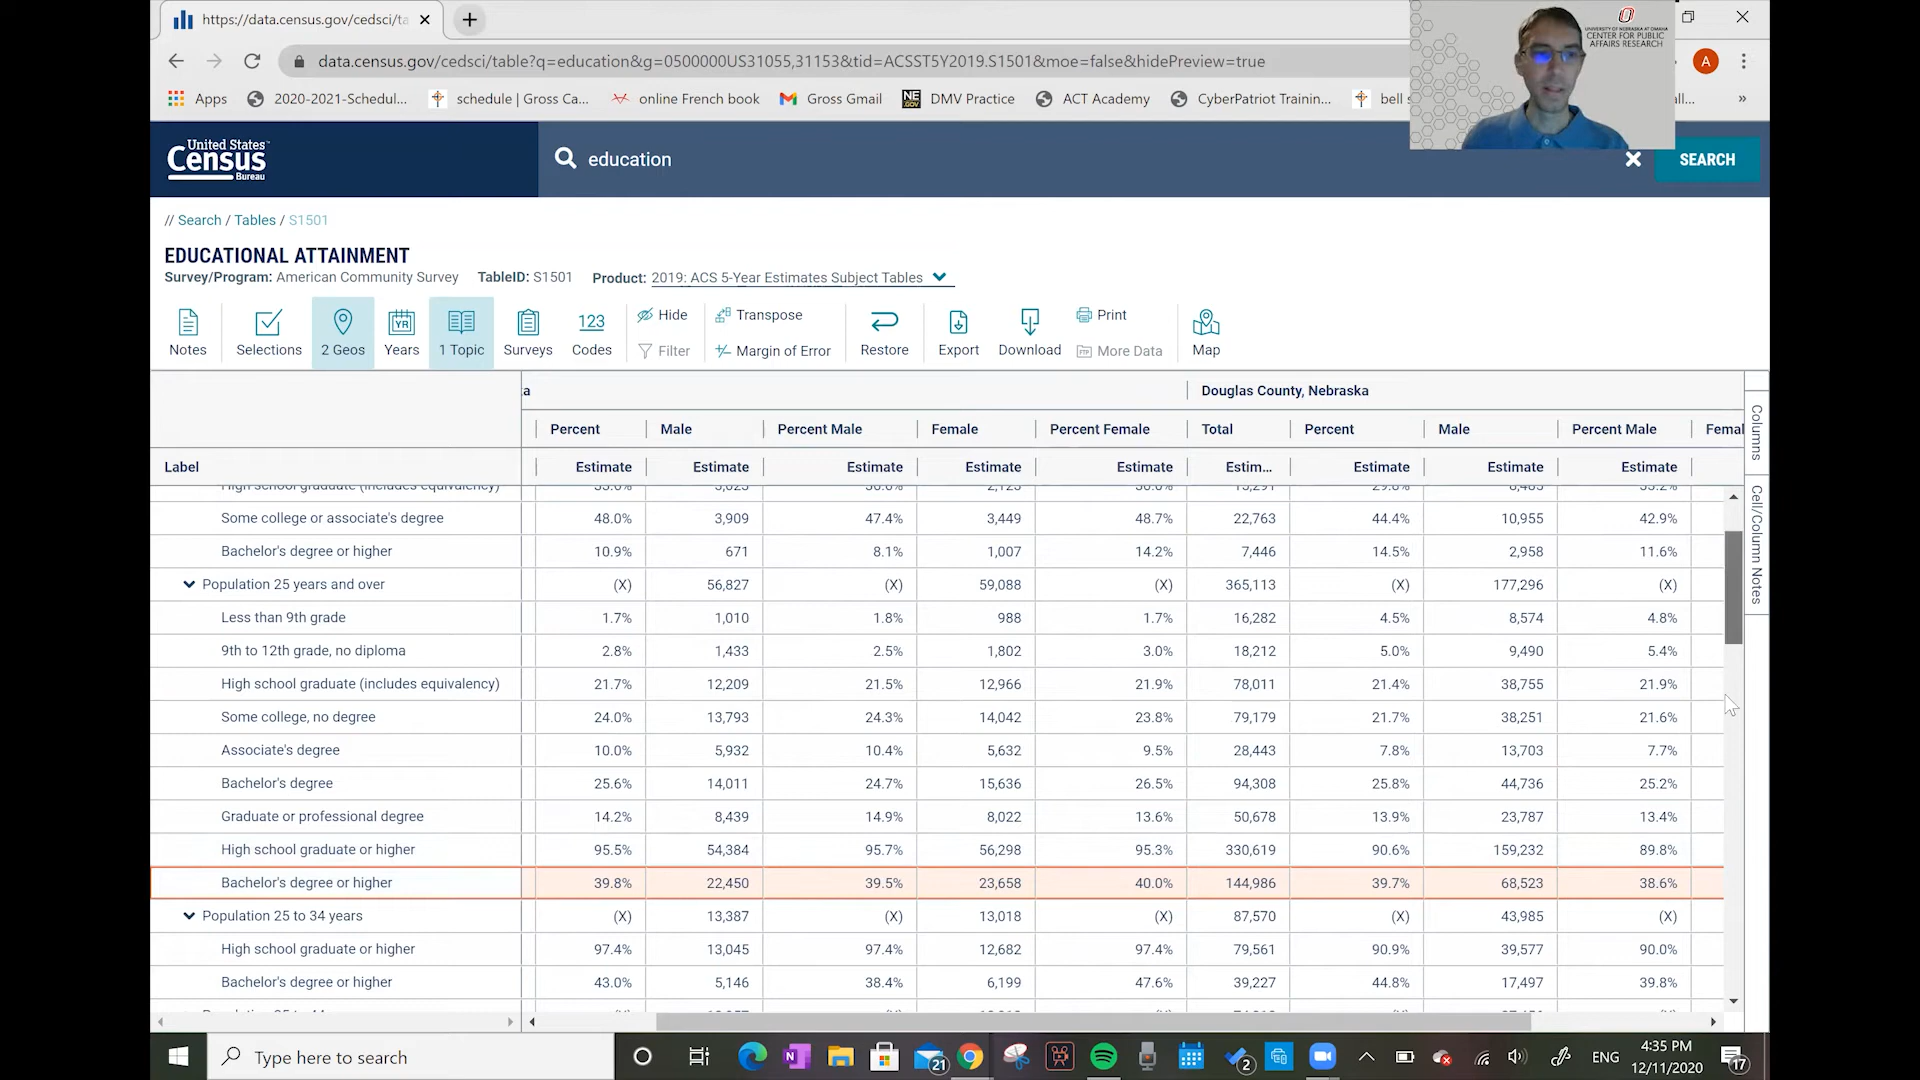 https://data.census.gov/cedsci/ta
UNIVERSITY OF NEBRASKA AT OMAHA
CENTER FOR PUBLIC
AFFAIRS RESEARCH
data.census.gov/cedsci/table?q=education&g=0500000US31055,31153&tid=ACSST5Y2019.S1501&moe=false&hidePreview=true
A
Apps 2020-2021-Schedul... schedule | Gross Ca... online French book Gross Gmail DMV Practice ACT Academy CyberPatriot Trainin... bell s all... »
United States
Census
Bureau
education
SEARCH
// Search / Tables / S1501
EDUCATIONAL ATTAINMENT
Survey/Program: American Community Survey TableID: S1501 Product: 2019: ACS 5-Year Estimates Subject Tables
Notes Selections 2 Geos Years 1 Topic Surveys Codes Hide Filter Transpose Margin of Error Restore Export Download Print More Data Map
a Douglas County, Nebraska
Percent Male Percent Male Female Percent Female Total Percent Male Percent Male Femal
Label Estimate Estimate Estimate Estimate Estimate Estim... Estimate Estimate Estimate
High school graduate (includes equivalency)
Some college or associate's degree 48.0% 3,909 47.4% 3,449 48.7% 22,763 44.4% 10,955 42.9%
Bachelor's degree or higher 10.9% 671 8.1% 1,007 14.2% 7,446 14.5% 2,958 11.6%
Population 25 years and over (X) 56,827 (X) 59,088 (X) 365,113 (X) 177,296 (X)
Less than 9th grade 1.7% 1,010 1.8% 988 1.7% 16,282 4.5% 8,574 4.8%
9th to 12th grade, no diploma 2.8% 1,433 2.5% 1,802 3.0% 18,212 5.0% 9,490 5.4%
High school graduate (includes equivalency) 21.7% 12,209 21.5% 12,966 21.9% 78,011 21.4% 38,755 21.9%
Some college, no degree 24.0% 13,793 24.3% 14,042 23.8% 79,179 21.7% 38,251 21.6%
Associate's degree 10.0% 5,932 10.4% 5,632 9.5% 28,443 7.8% 13,703 7.7%
Bachelor's degree 25.6% 14,011 24.7% 15,636 26.5% 94,308 25.8% 44,736 25.2%
Graduate or professional degree 14.2% 8,439 14.9% 8,022 13.6% 50,678 13.9% 23,787 13.4%
High school graduate or higher 95.5% 54,384 95.7% 56,298 95.3% 330,619 90.6% 159,232 89.8%
Bachelor's degree or higher 39.8% 22,450 39.5% 23,658 40.0% 144,986 39.7% 68,523 38.6%
Population 25 to 34 years (X) 13,387 (X) 13,018 (X) 87,570 (X) 43,985 (X)
High school graduate or higher 97.4% 13,045 97.4% 12,682 97.4% 79,561 90.9% 39,577 90.0%
Bachelor's degree or higher 43.0% 5,146 38.4% 6,199 47.6% 39,227 44.8% 17,497 39.8%
Columns
Cell/Column Notes
Type here to search
21
2
ENG
4:35 PM
12/11/2020
17